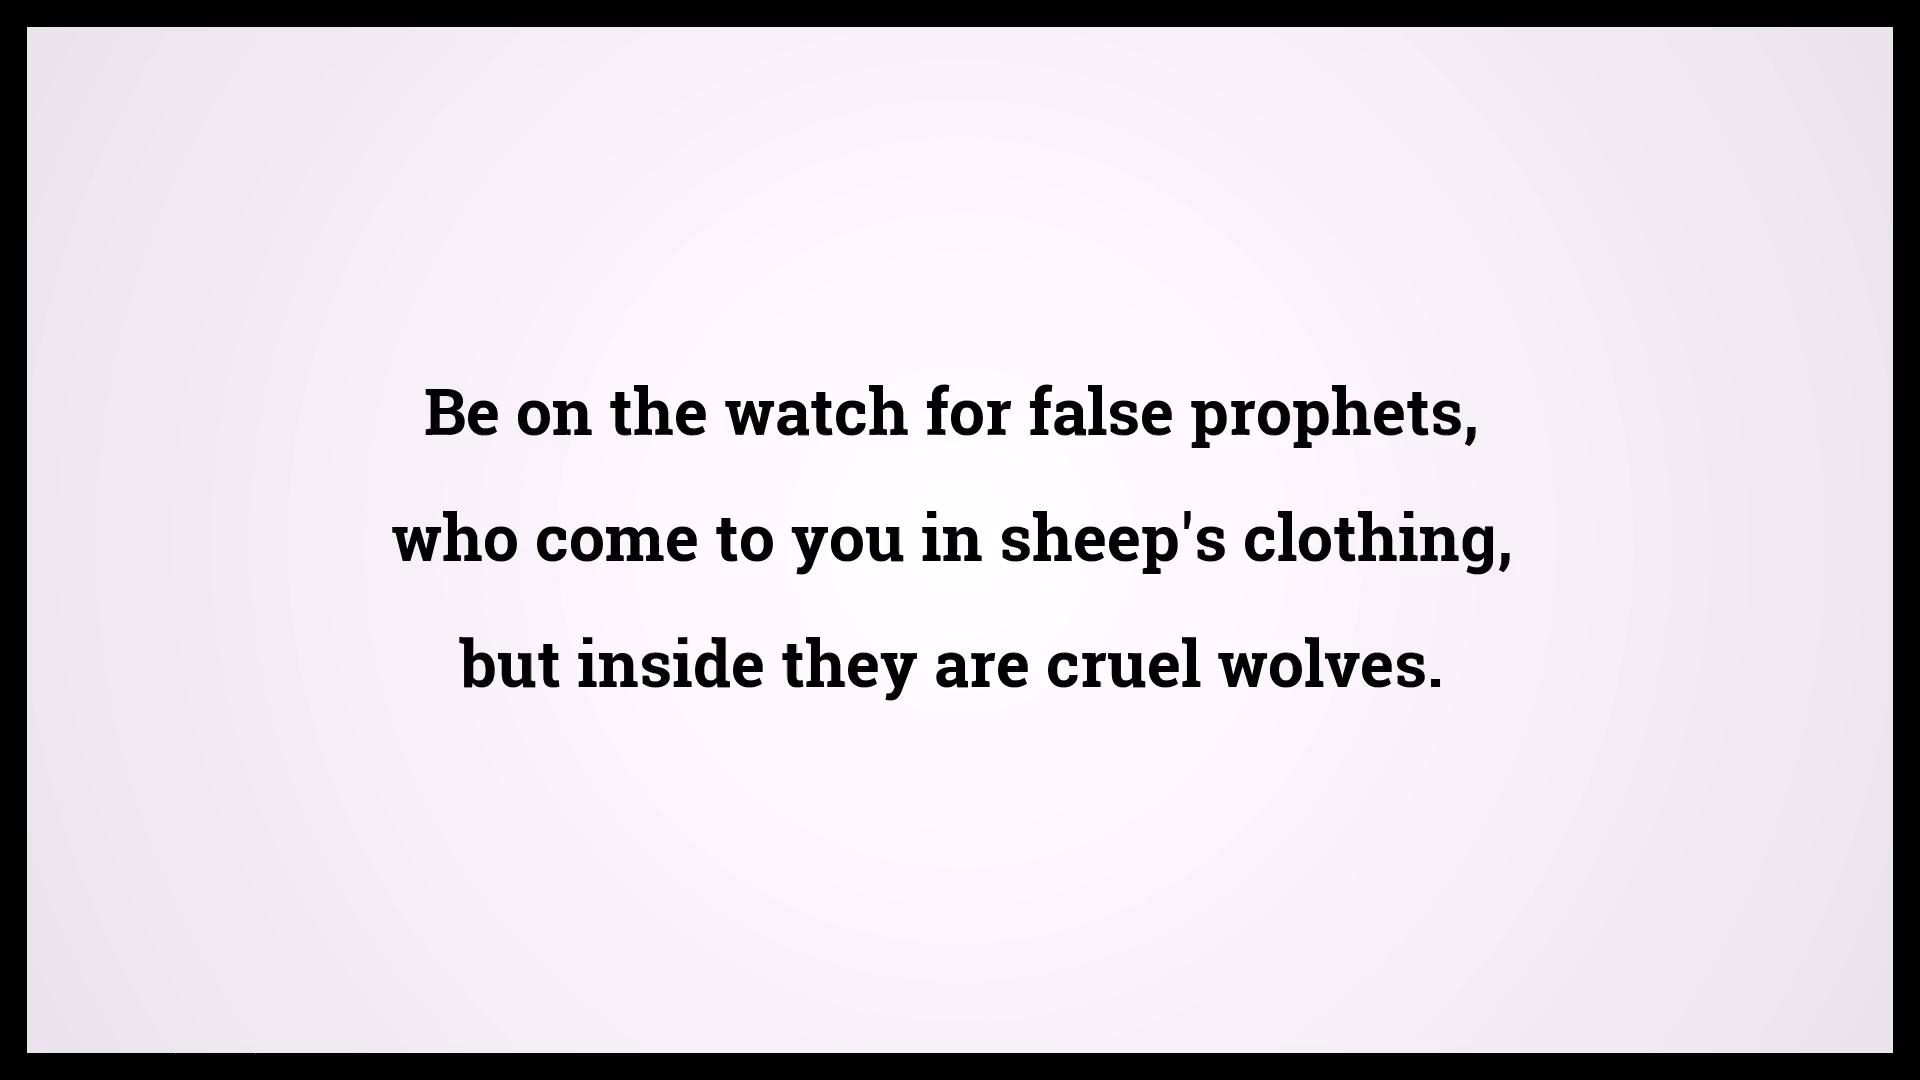 Be on the watch for false prophets,
who come to you in sheep's clothing,
but inside they are cruel wolves.